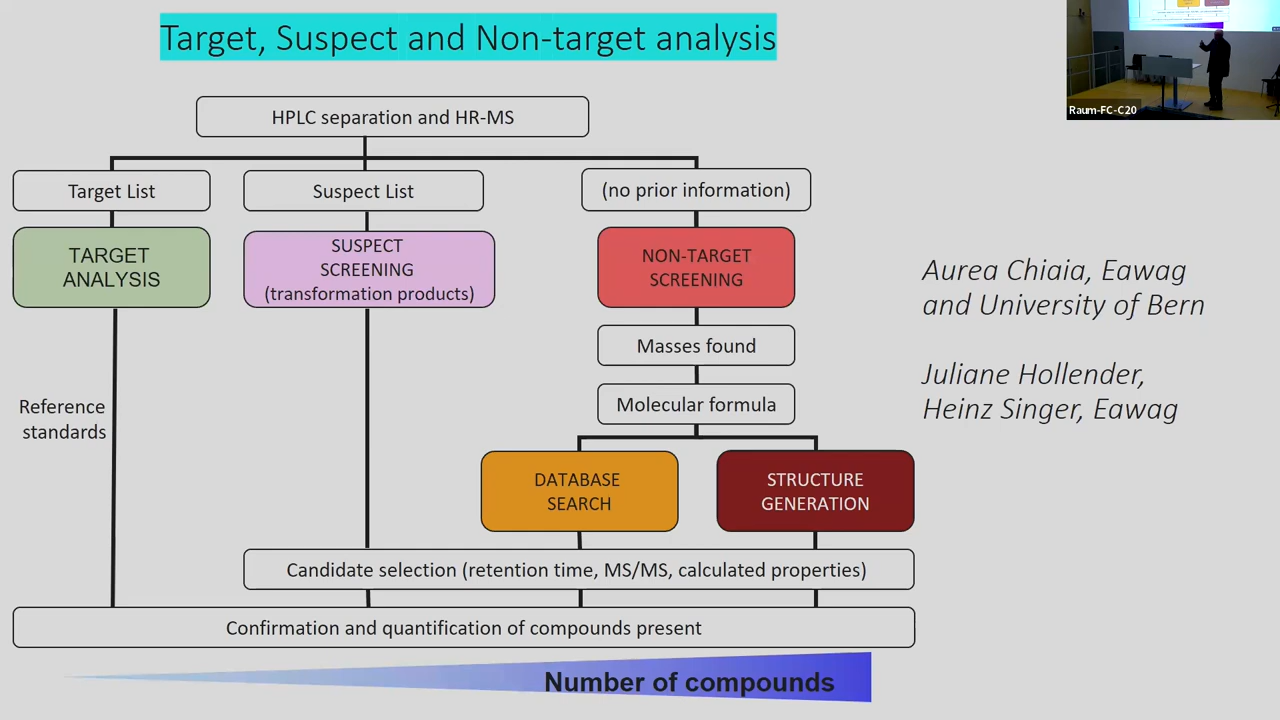 Target, Suspect and Non-target analysis
Raum-FC-C20
HPLC separation and HR-MS
Target List
Suspect List
(no prior information)
TARGET
ANALYSIS
SUSPECT
SCREENING
(transformation products)
NON-TARGET
SCREENING
Masses found
Molecular formula
Reference
standards
DATABASE
SEARCH
STRUCTURE
GENERATION
Candidate selection (retention time, MS/MS, calculated properties)
Confirmation and quantification of compounds present
Number of compounds
Aurea Chiaia, Eawag
and University of Bern
Juliane Hollender,
Heinz Singer, Eawag